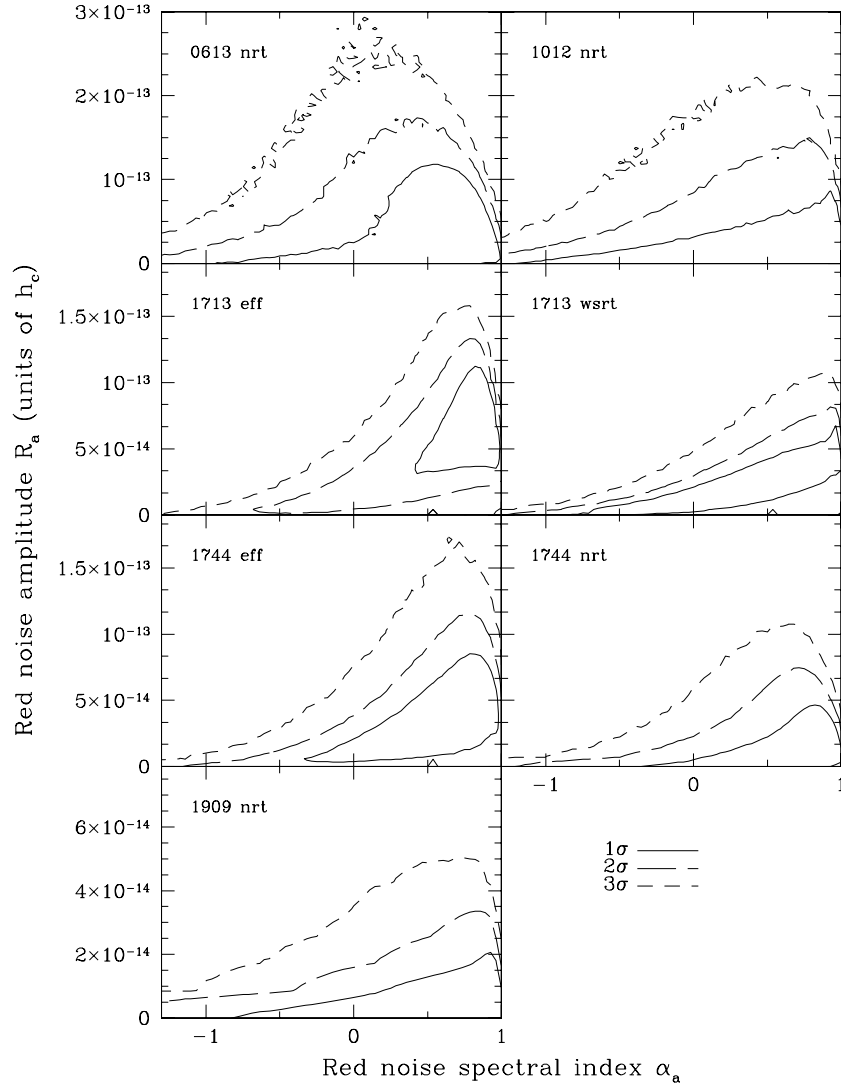 3×10⁻¹³
0613 nrt
1012 nrt
2×10⁻¹³
10⁻¹³
0
1713 eff
1713 wsrt
1.5×10⁻¹³
10⁻¹³
5×10⁻¹⁴
0
1744 eff
1744 nrt
1.5×10⁻¹³
10⁻¹³
5×10⁻¹⁴
0
−1 0 1
1909 nrt
6×10⁻¹⁴
4×10⁻¹⁴
2×10⁻¹⁴
0
1σ
2σ
3σ
−1 0 1
Red noise amplitude Rₐ (units of h_c)
Red noise spectral index αₐ